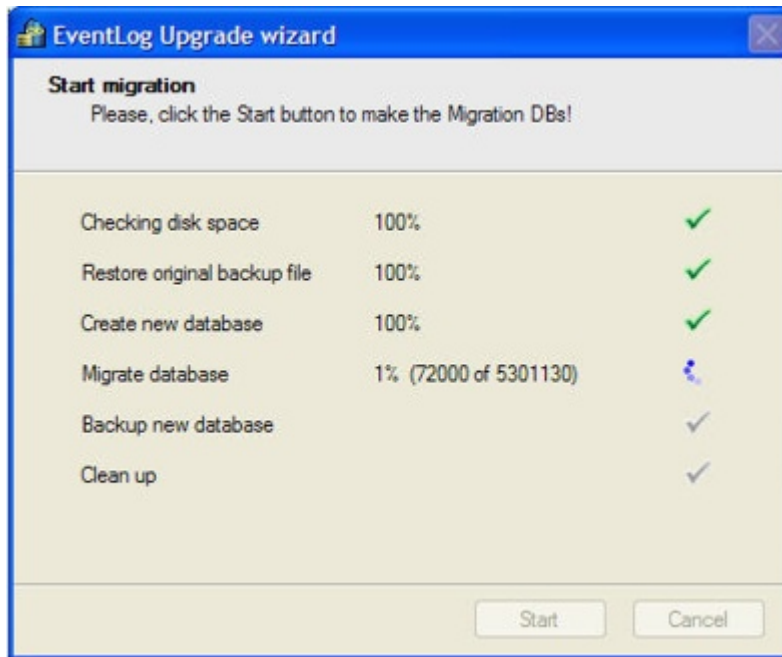 EventLog Upgrade wizard
Start migration
Please, click the Start button to make the Migration DBs!
Checking disk space 100%
Restore original backup file 100%
Create new database 100%
Migrate database 1% (72000 of 5301130)
Backup new database
Clean up
Start Cancel